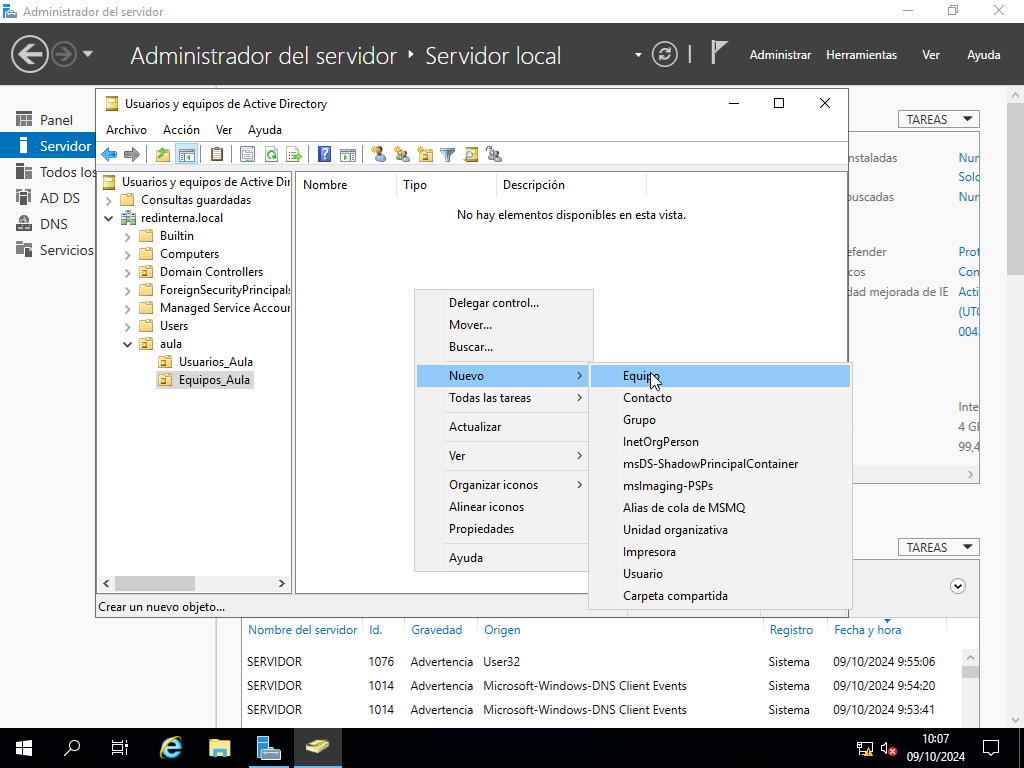 Administrador del servidor
Administrador del servidor
Servidor local
Administrar
Herramientas
Ver
Ayuda
Panel
Servidor
Todos los
AD DS
DNS
Servicios
TAREAS
Usuarios y equipos de Active Directory
Archivo
Acción
Ver
Ayuda
Usuarios y equipos de Active Dir
Consultas guardadas
redinterna.local
Builtin
Computers
Domain Controllers
ForeignSecurityPrincipals
Managed Service Accour
Users
aula
Usuarios_Aula
Equipos_Aula
Nombre
Tipo
Descripción
No hay elementos disponibles en esta vista.
Delegar control...
Mover...
Buscar...
Nuevo
Todas las tareas
Actualizar
Ver
Organizar iconos
Alinear iconos
Propiedades
Ayuda
Equipo
Contacto
Grupo
InetOrgPerson
msDS-ShadowPrincipalContainer
msImaging-PSPs
Alias de cola de MSMQ
Unidad organizativa
Impresora
Usuario
Carpeta compartida
Crear un nuevo objeto...
nstaladas
Nun
Solo
uscadas
Nun
efender
Prot
cos
Con
dad mejorada de IE
Acti
(UTC
004
Inte
4 GI
99,4
TAREAS
Nombre del servidor
Id.
Gravedad
Origen
Registro
Fecha y hora
SERVIDOR 1076 Advertencia User32 Sistema 09/10/2024 9:55:06
SERVIDOR 1014 Advertencia Microsoft-Windows-DNS Client Events Sistema 09/10/2024 9:54:20
SERVIDOR 1014 Advertencia Microsoft-Windows-DNS Client Events Sistema 09/10/2024 9:53:41
10:07
09/10/2024